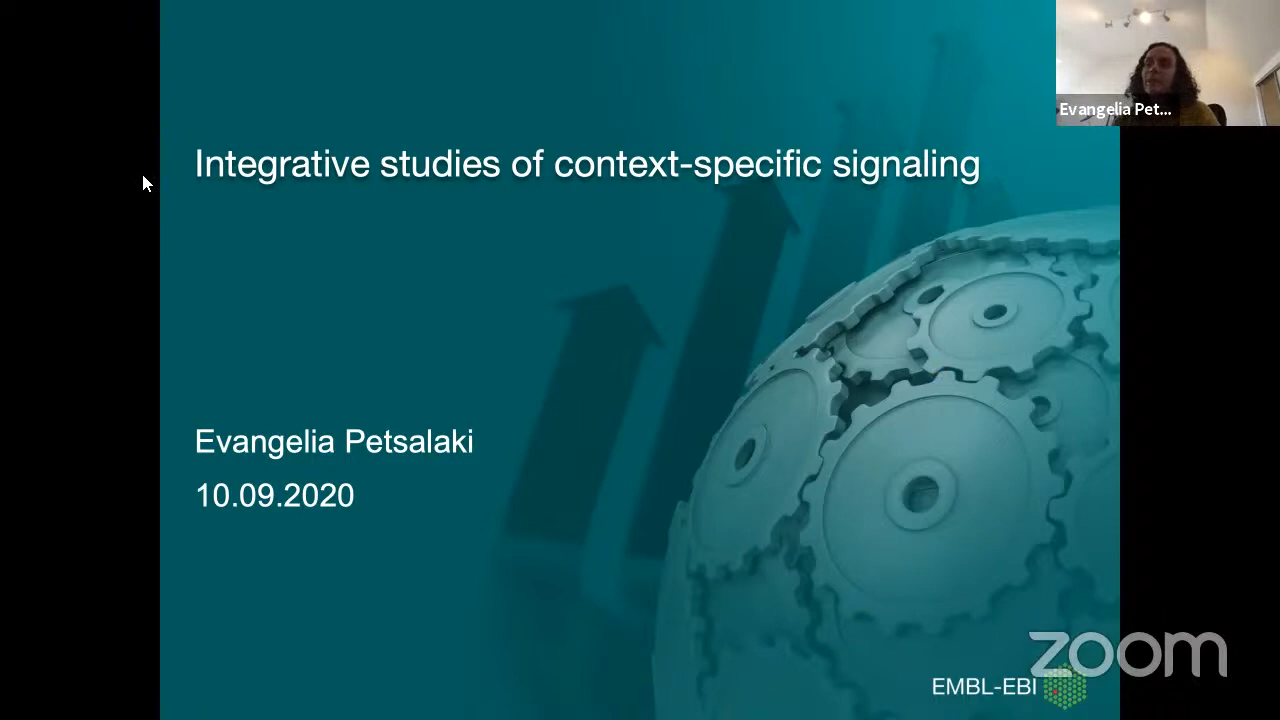 Evangelia Pet...
Integrative studies of context-specific signaling
Evangelia Petsalaki
10.09.2020
zoom
EMBL-EBI